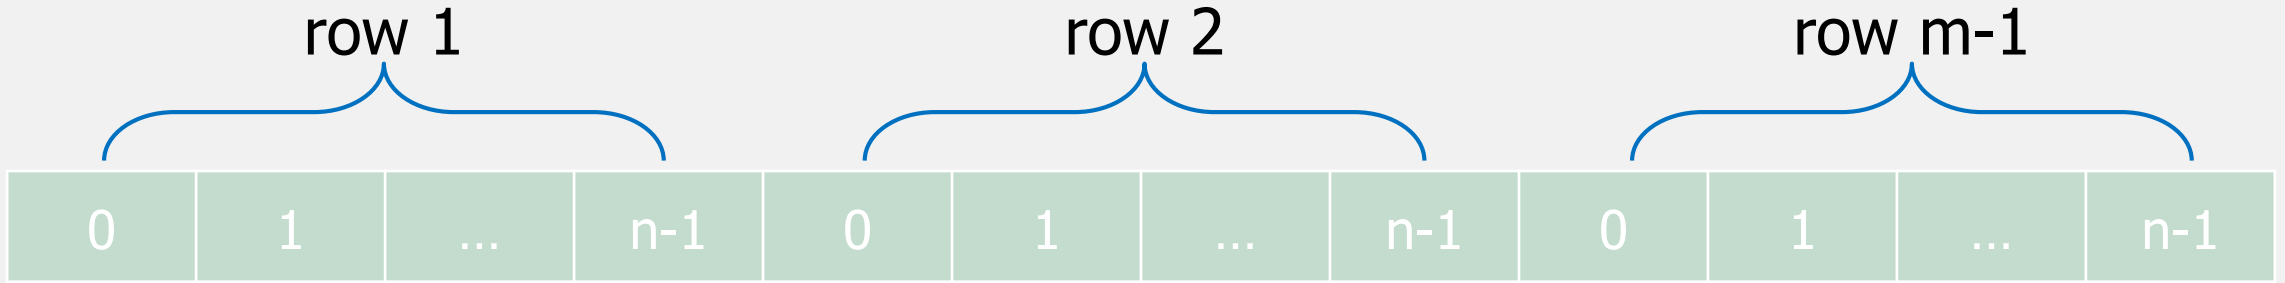 row 1 row 2 row m-1
0 1 ... n-1 0 1 ... n-1 0 1 ... n-1